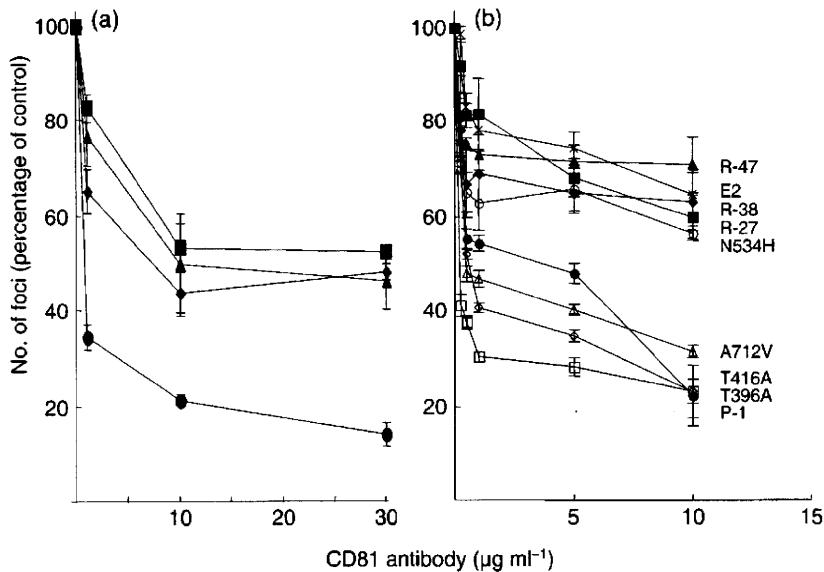 (a)
(b)
No. of foci (percentage of control)
100
80
60
40
20
10
20
30
100
80
60
40
20
5
10
15
R-47
E2
R-38
R-27
N534H
A712V
T416A
T396A
P-1
CD81 antibody (µg ml⁻¹)